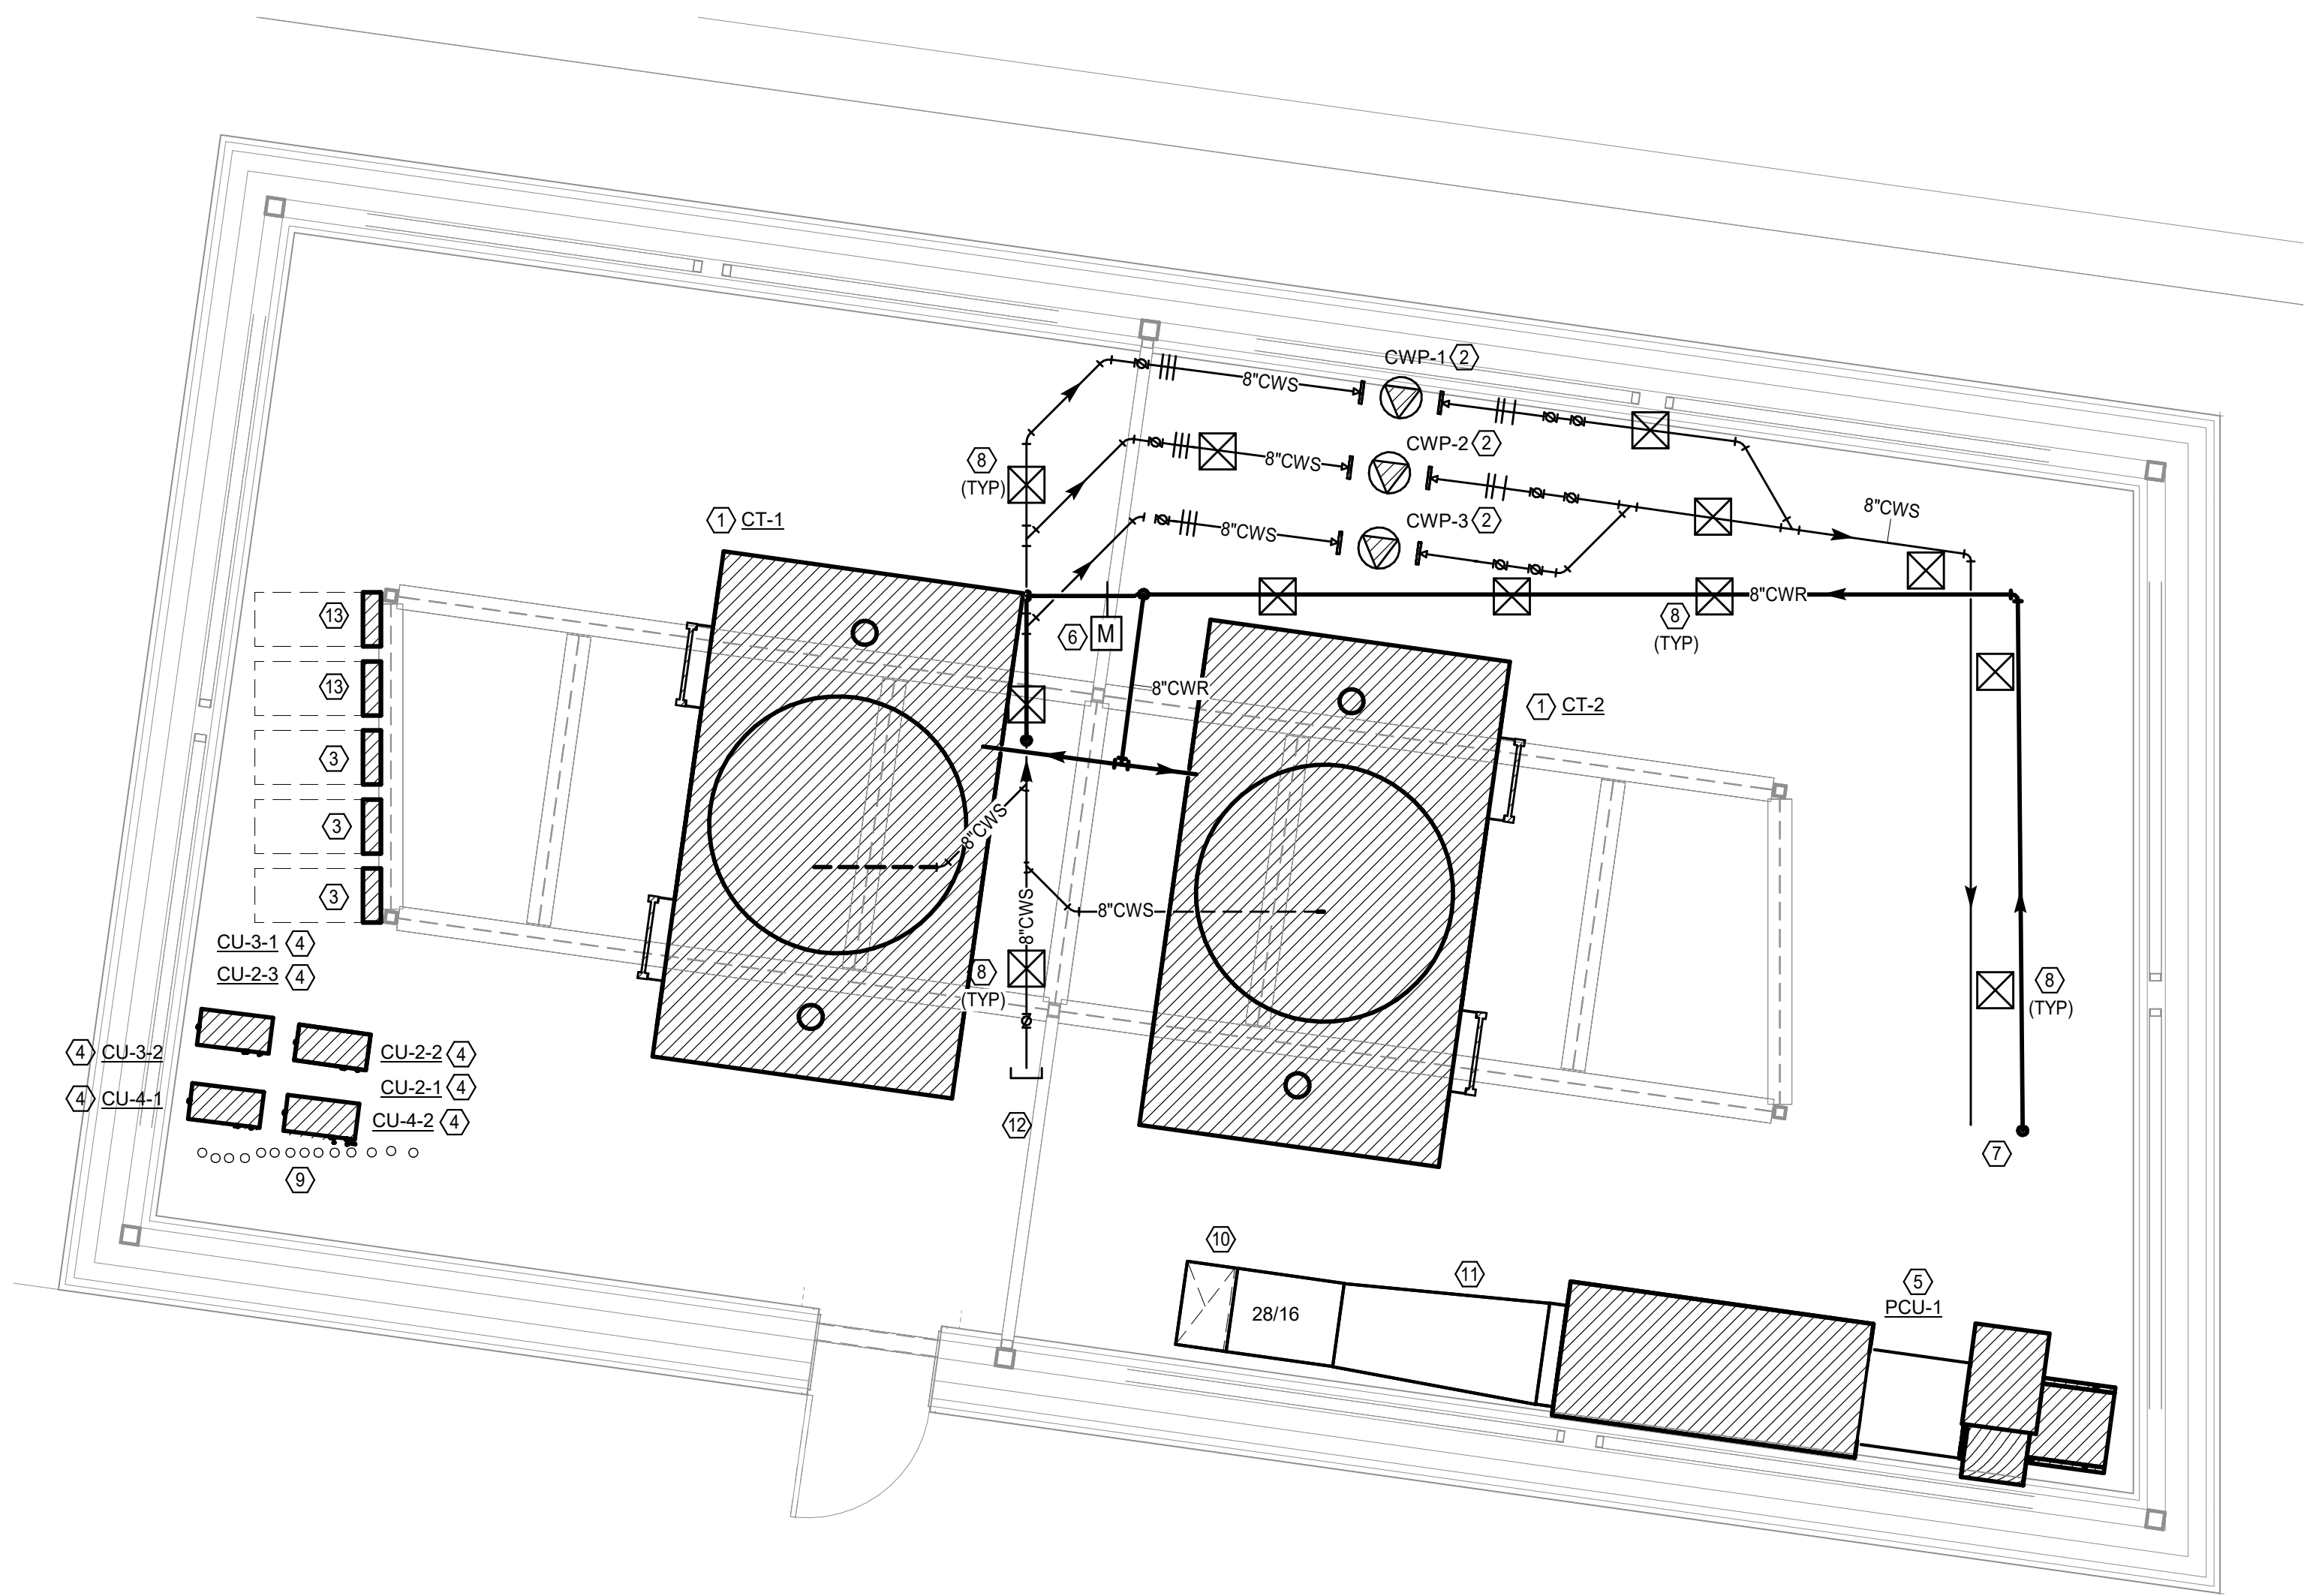 CWP-1 2
8"CWS
CWP-2 2
8"CWS
8
(TYP)
8"CWS
CWP-3 2
1 CT-1
8"CWS
8"CWR
13
6 M
8
(TYP)
13
8"CWR
1 CT-2
3
3
8"CWS
3
8"CWS
8"CWS
CU-3-1 4
CU-2-3 4
8
(TYP)
8
(TYP)
4 CU-3-2
CU-2-2 4
CU-2-1 4
4 CU-4-1
CU-4-2 4
12
7
9
10
11
5
PCU-1
28/16